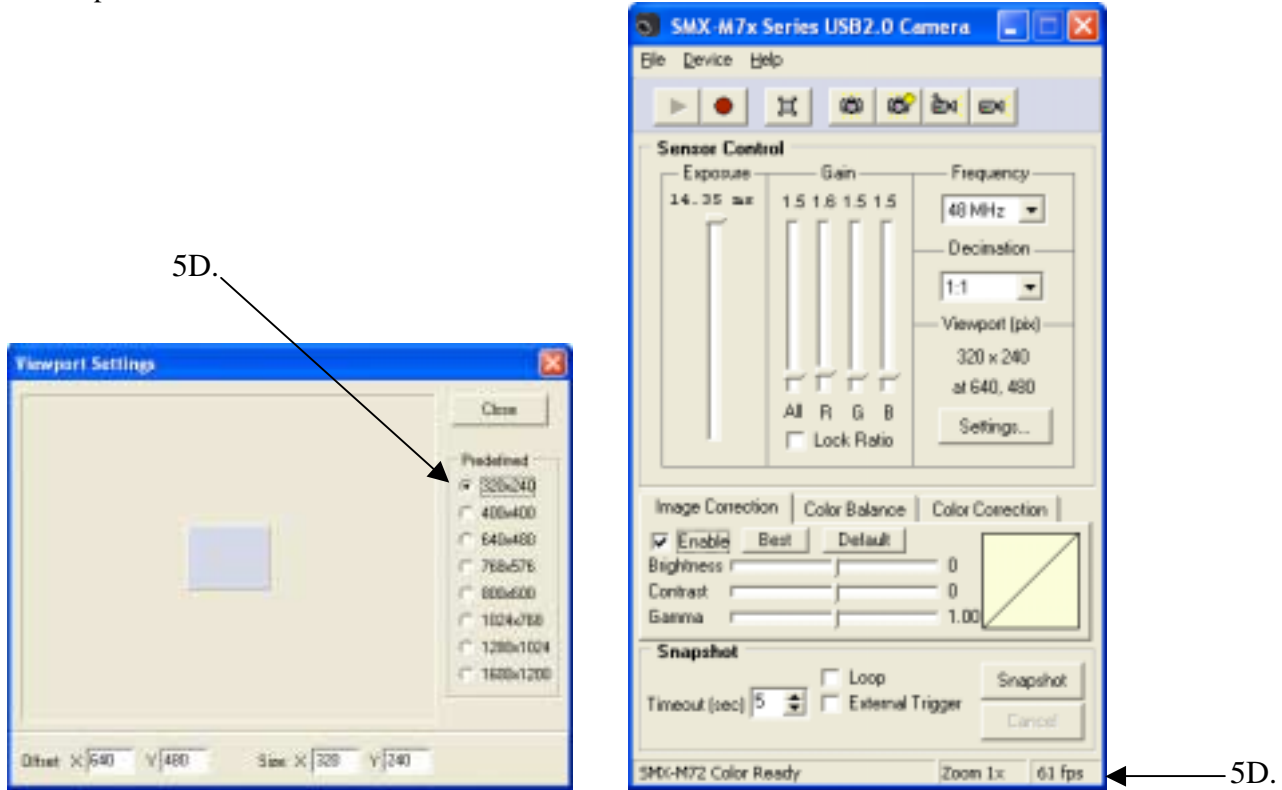 5D.
Viewport Settings
Close
Predefined
320x240
400x400
640x480
768x576
800x600
1024x768
1280x1024
1600x1200
Offset X: 640 Y: 480 Size: X: 320 Y: 240
SMX-M7x Series USB2.0 Camera
File Device Help
Sensor Control
Exposure
14.35 ms
Gain
1.5 1.6 1.5 1.5
All R G B
Lock Ratio
Frequency
48 MHz
Decimation
1:1
Viewport (pix)
320 x 240
at 640, 480
Settings...
Image Correction Color Balance Color Correction
Enable Best Default
Brightness 0
Contrast 0
Gamma 1.00
Snapshot
Loop
Timeout (sec) 5 External Trigger
Snapshot
Cancel
SMX-M72 Color Ready Zoom 1x 61 fps
5D.